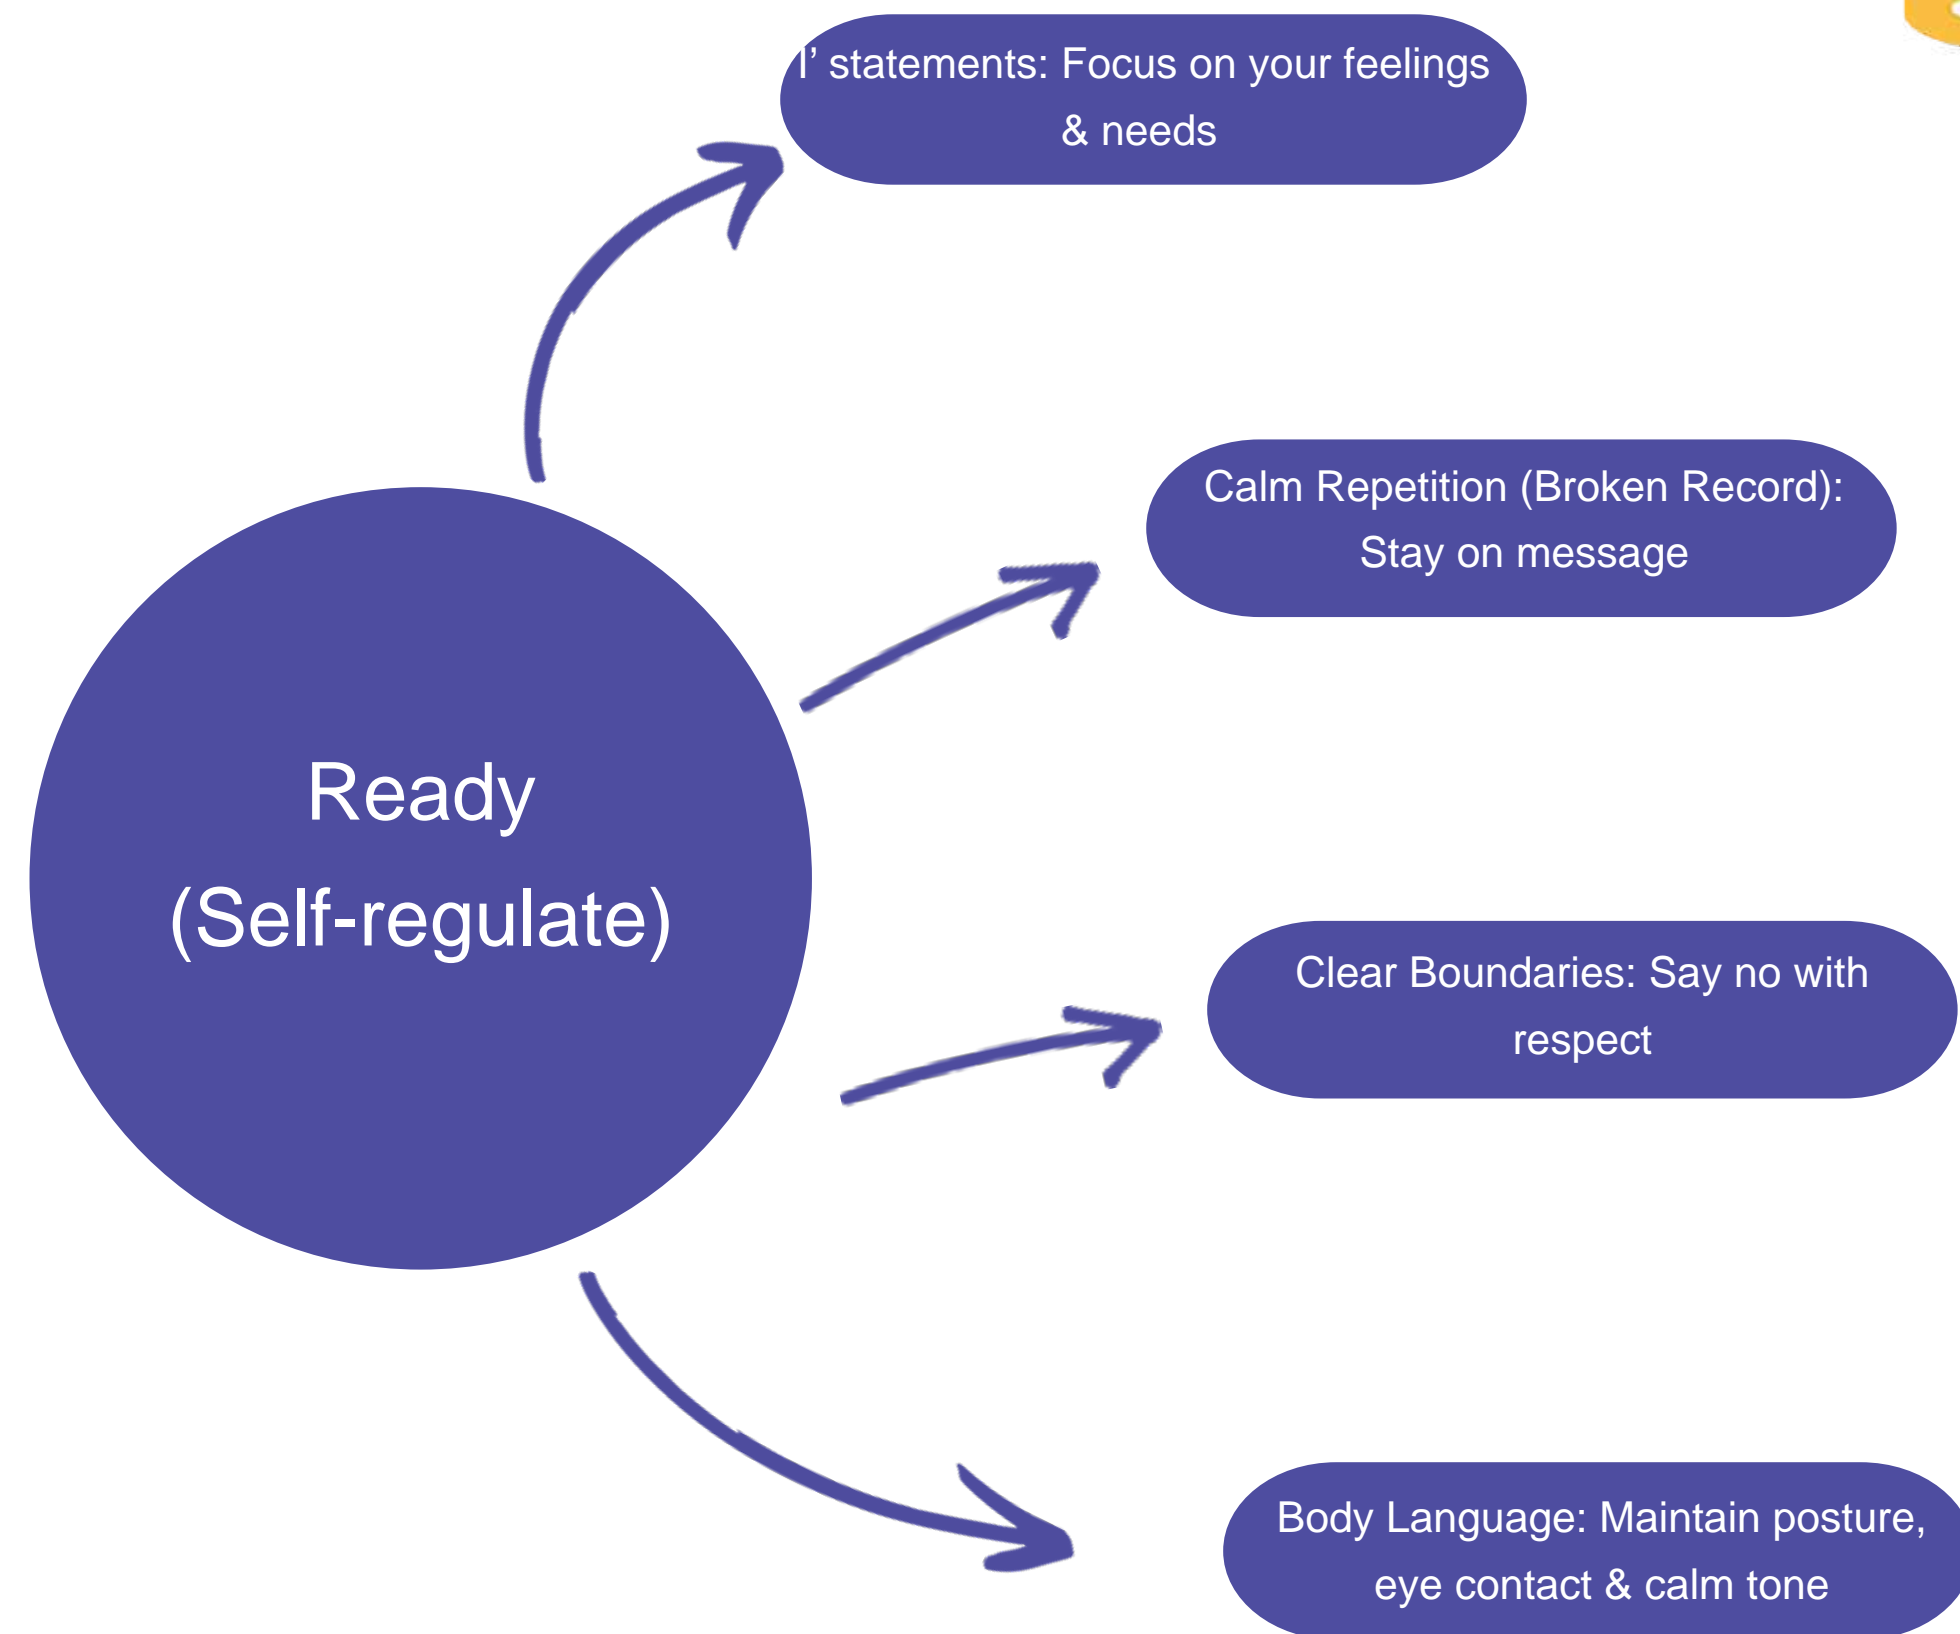 I’ statements: Focus on your feelings
& needs
Calm Repetition (Broken Record):
Stay on message
Ready
(Self-regulate)
Clear Boundaries: Say no with
respect
Body Language: Maintain posture,
eye contact & calm tone